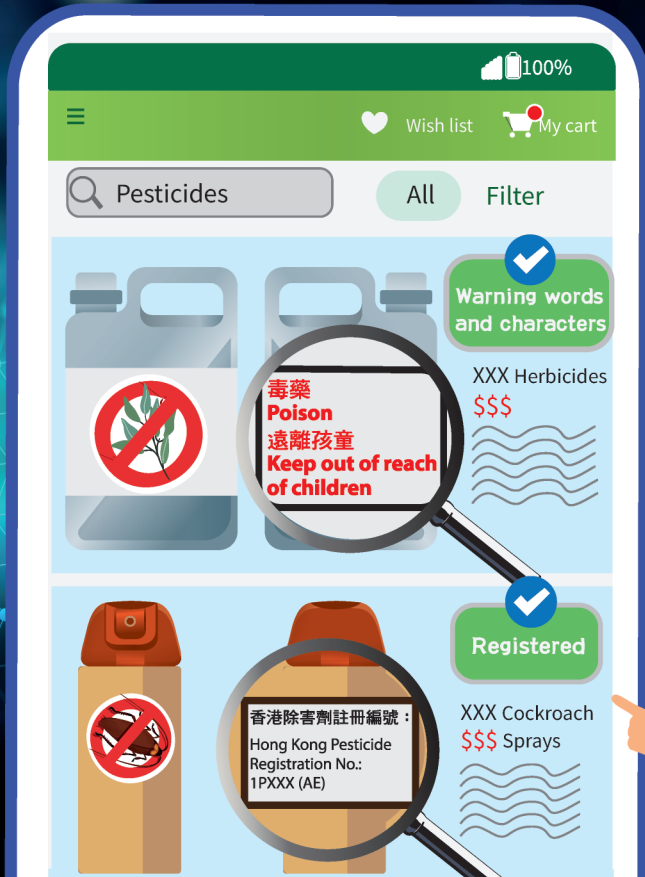 100%
Wish list
My cart
Pesticides
All
Filter
Warning words
and characters
毒藥
Poison
遠離孩童
Keep out of reach
of children
XXX Herbicides
$$$
Registered
香港除害劑註冊編號：
Hong Kong Pesticide
Registration No.:
1PXXX (AE)
XXX Cockroach
$$$ Sprays